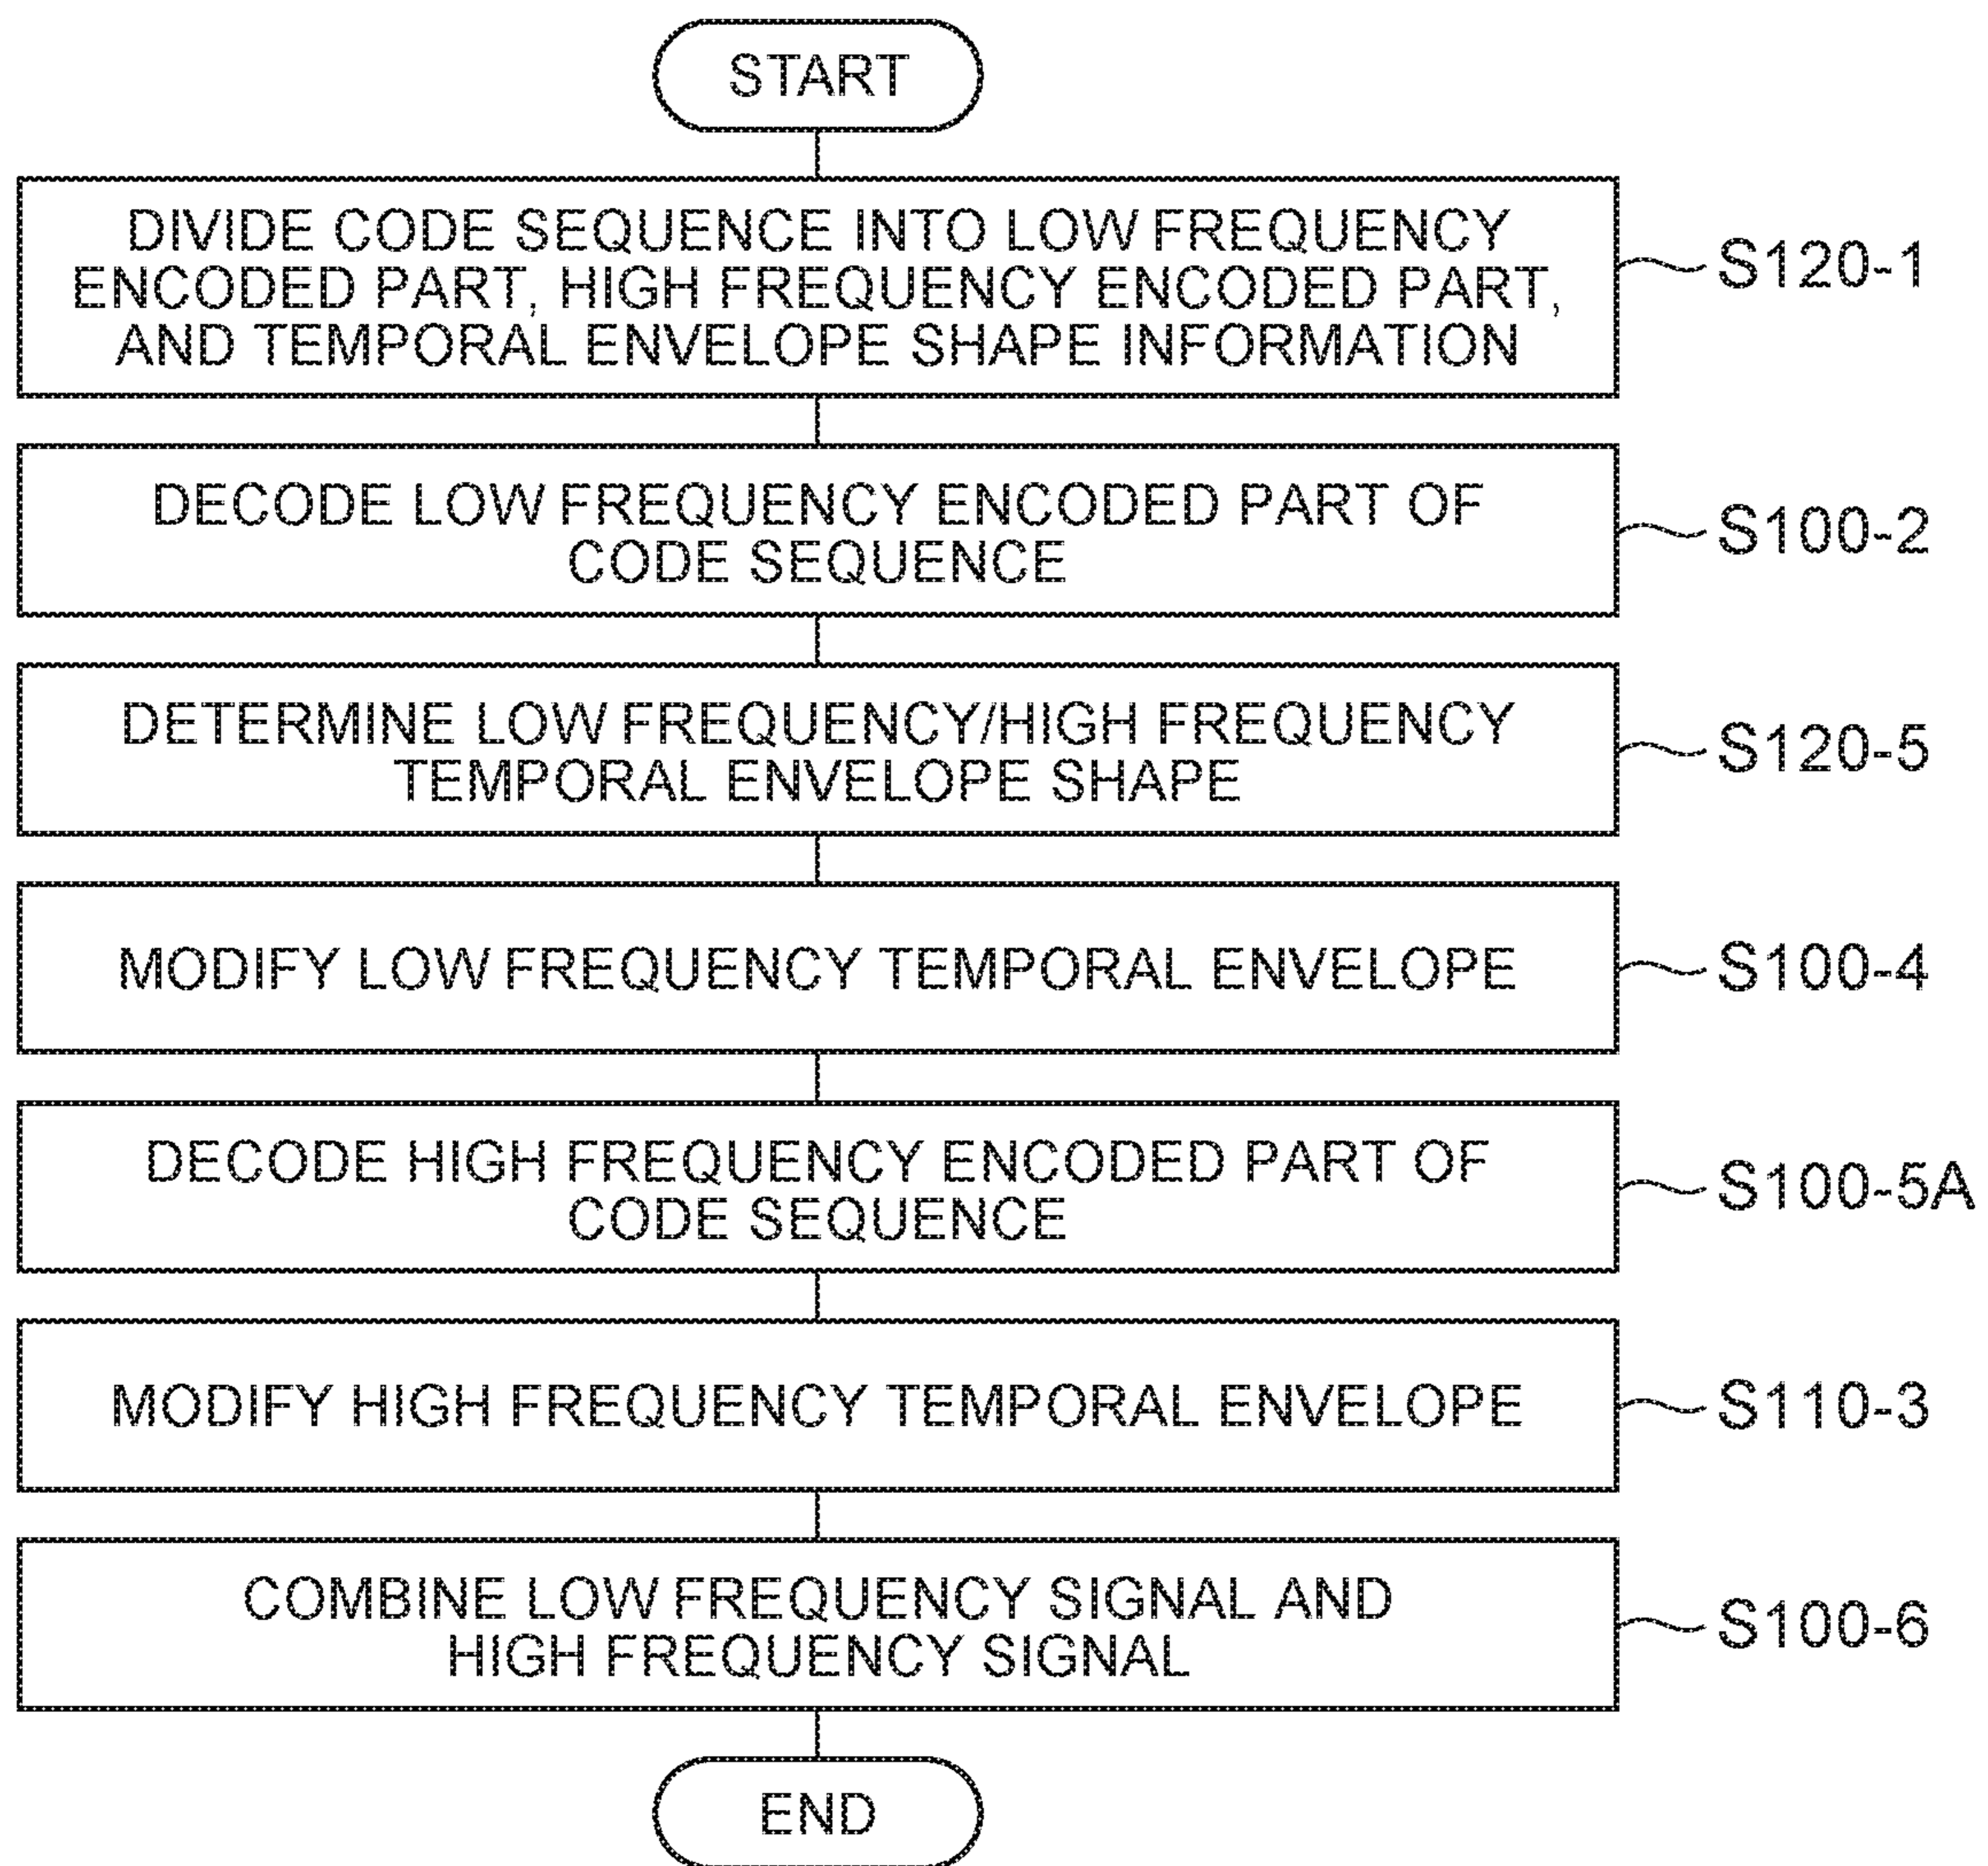 START
DIVIDE CODE SEQUENCE INTO LOW FREQUENCY
ENCODED PART, HIGH FREQUENCY ENCODED PART,
AND TEMPORAL ENVELOPE SHAPE INFORMATION
S120-1
DECODE LOW FREQUENCY ENCODED PART OF
CODE SEQUENCE
S100-2
DETERMINE LOW FREQUENCY/HIGH FREQUENCY
TEMPORAL ENVELOPE SHAPE
S120-5
MODIFY LOW FREQUENCY TEMPORAL ENVELOPE
S100-4
DECODE HIGH FREQUENCY ENCODED PART OF
CODE SEQUENCE
S100-5A
MODIFY HIGH FREQUENCY TEMPORAL ENVELOPE
S110-3
COMBINE LOW FREQUENCY SIGNAL AND
HIGH FREQUENCY SIGNAL
S100-6
END